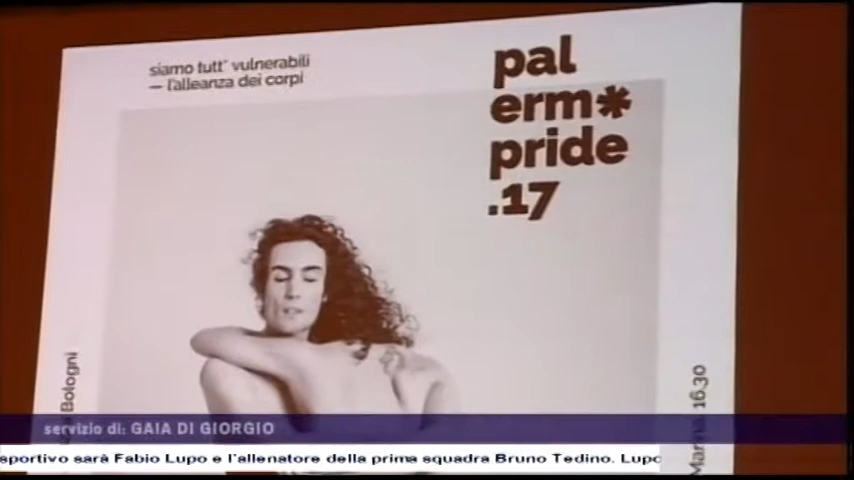 siamo tutt* vulnerabili
— l'alleanza dei corpi
pal
erm*
pride
.17
Bologni
Marina 16.30
servizio di: GAIA DI GIORGIO
sportivo sarà Fabio Lupo e l'allenatore della prima squadra Bruno Tedino. Lupo